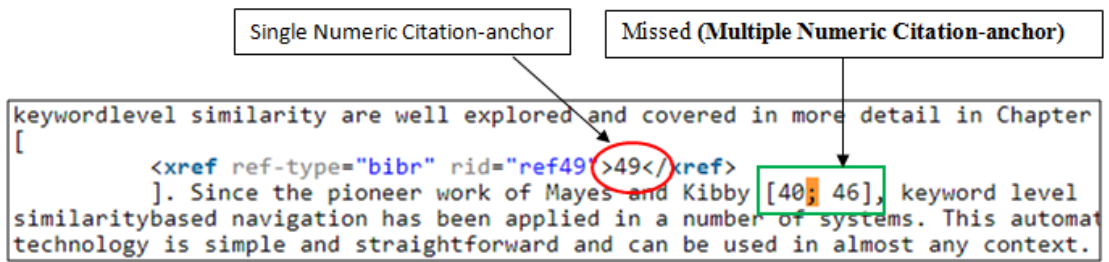 Single Numeric Citation-anchor
Missed (Multiple Numeric Citation-anchor)
keywordlevel similarity are well explored and covered in more detail in Chapter
[
<xref ref-type="bibr" rid="ref49">49</xref>
]. Since the pioneer work of Mayes and Kibby [40; 46], keyword level
similaritybased navigation has been applied in a number of systems. This automat
technology is simple and straightforward and can be used in almost any context.